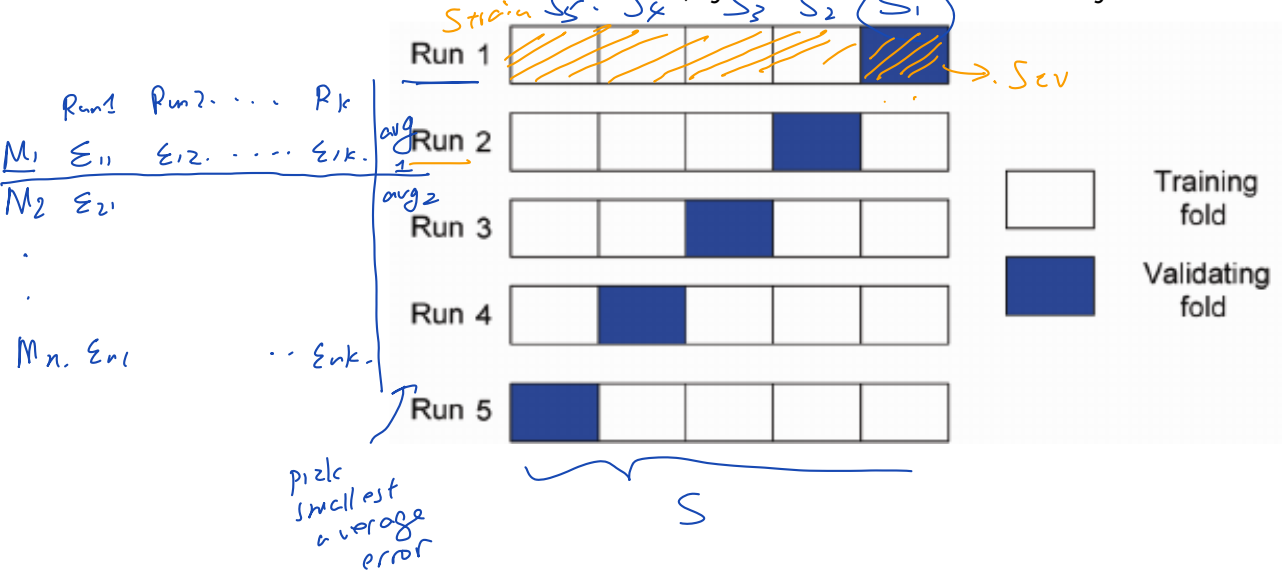 Strain S5. S4 S3 S2 (S1)
Run 1
→. Scv
Run1 Run2. . . . Rk
M1 ε11 ε12. ..... ε1k. avg 1
Run 2
M2 ε21 avg2
Run 3
Training fold
Validating fold
.
.
Run 4
Mn. εn1 .. εnk.
Run 5
pick
smallest
average
error
S